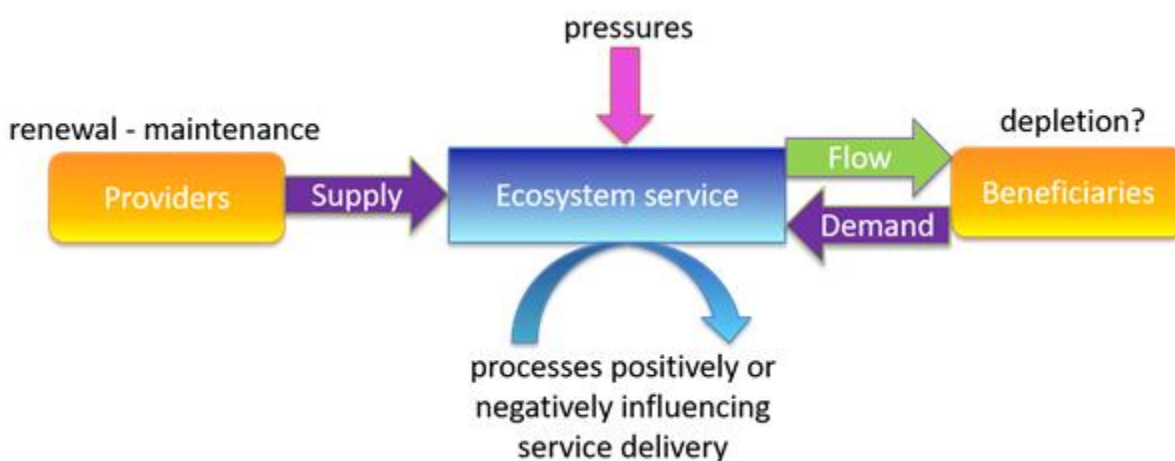 pressures
renewal - maintenance
depletion?
Providers
Supply
Ecosystem service
Flow
Demand
Beneficiaries
processes positively or
negatively influencing
service delivery